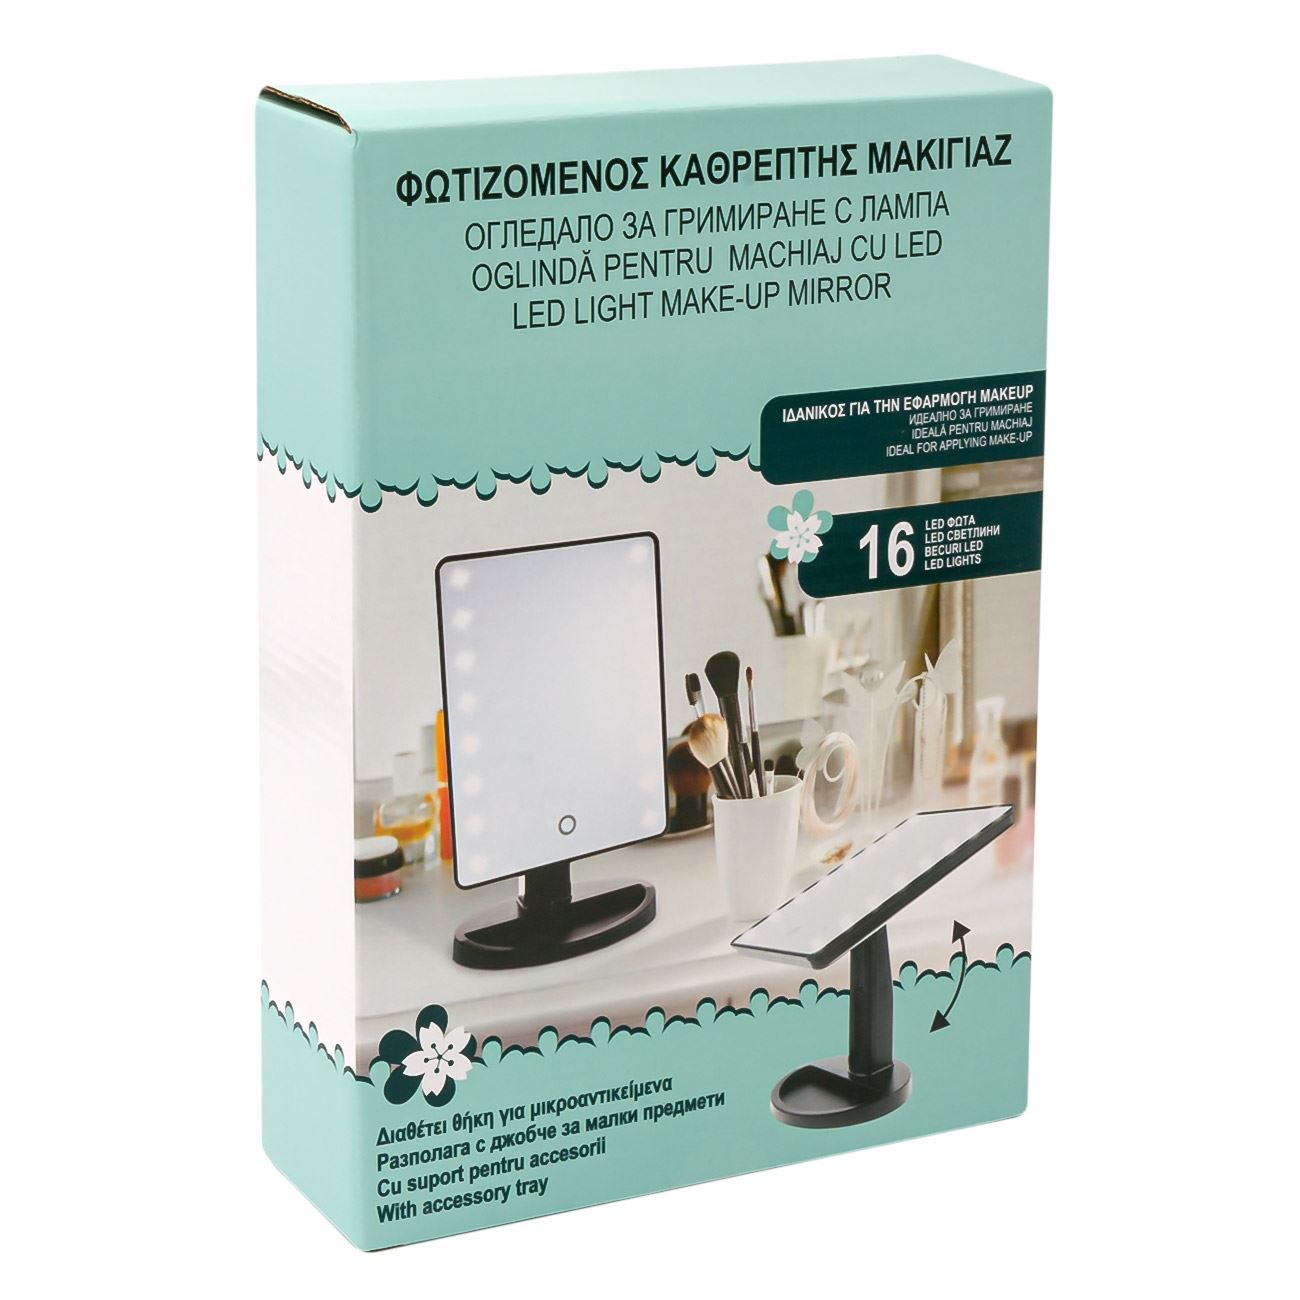 ΦΩΤΙΖΟΜΕΝΟΣ ΚΑΘΡΕΠΤΗΣ ΜΑΚΙΓΙΑΖ
ОГЛЕДАЛО ЗА ГРИМИРАНЕ С ЛАМПА
OGLINDĂ PENTRU MACHIAJ CU LED
LED LIGHT MAKE-UP MIRROR
ΙΔΑΝΙΚΟΣ ΓΙΑ ΤΗΝ ΕΦΑΡΜΟΓΗ MAKEUP
ИДЕАЛНО ЗА ГРИМИРАНЕ
IDEALĂ PENTRU MACHIAJ
IDEAL FOR APPLYING MAKE-UP
16
LED ΦΩΤΑ
LED СВЕТЛИНИ
BECURI LED
LED LIGHTS
Διαθέτει θήκη για μικροαντικείμενα
Разполага с джобче за малки предмети
Cu suport pentru accesorii
With accessory tray